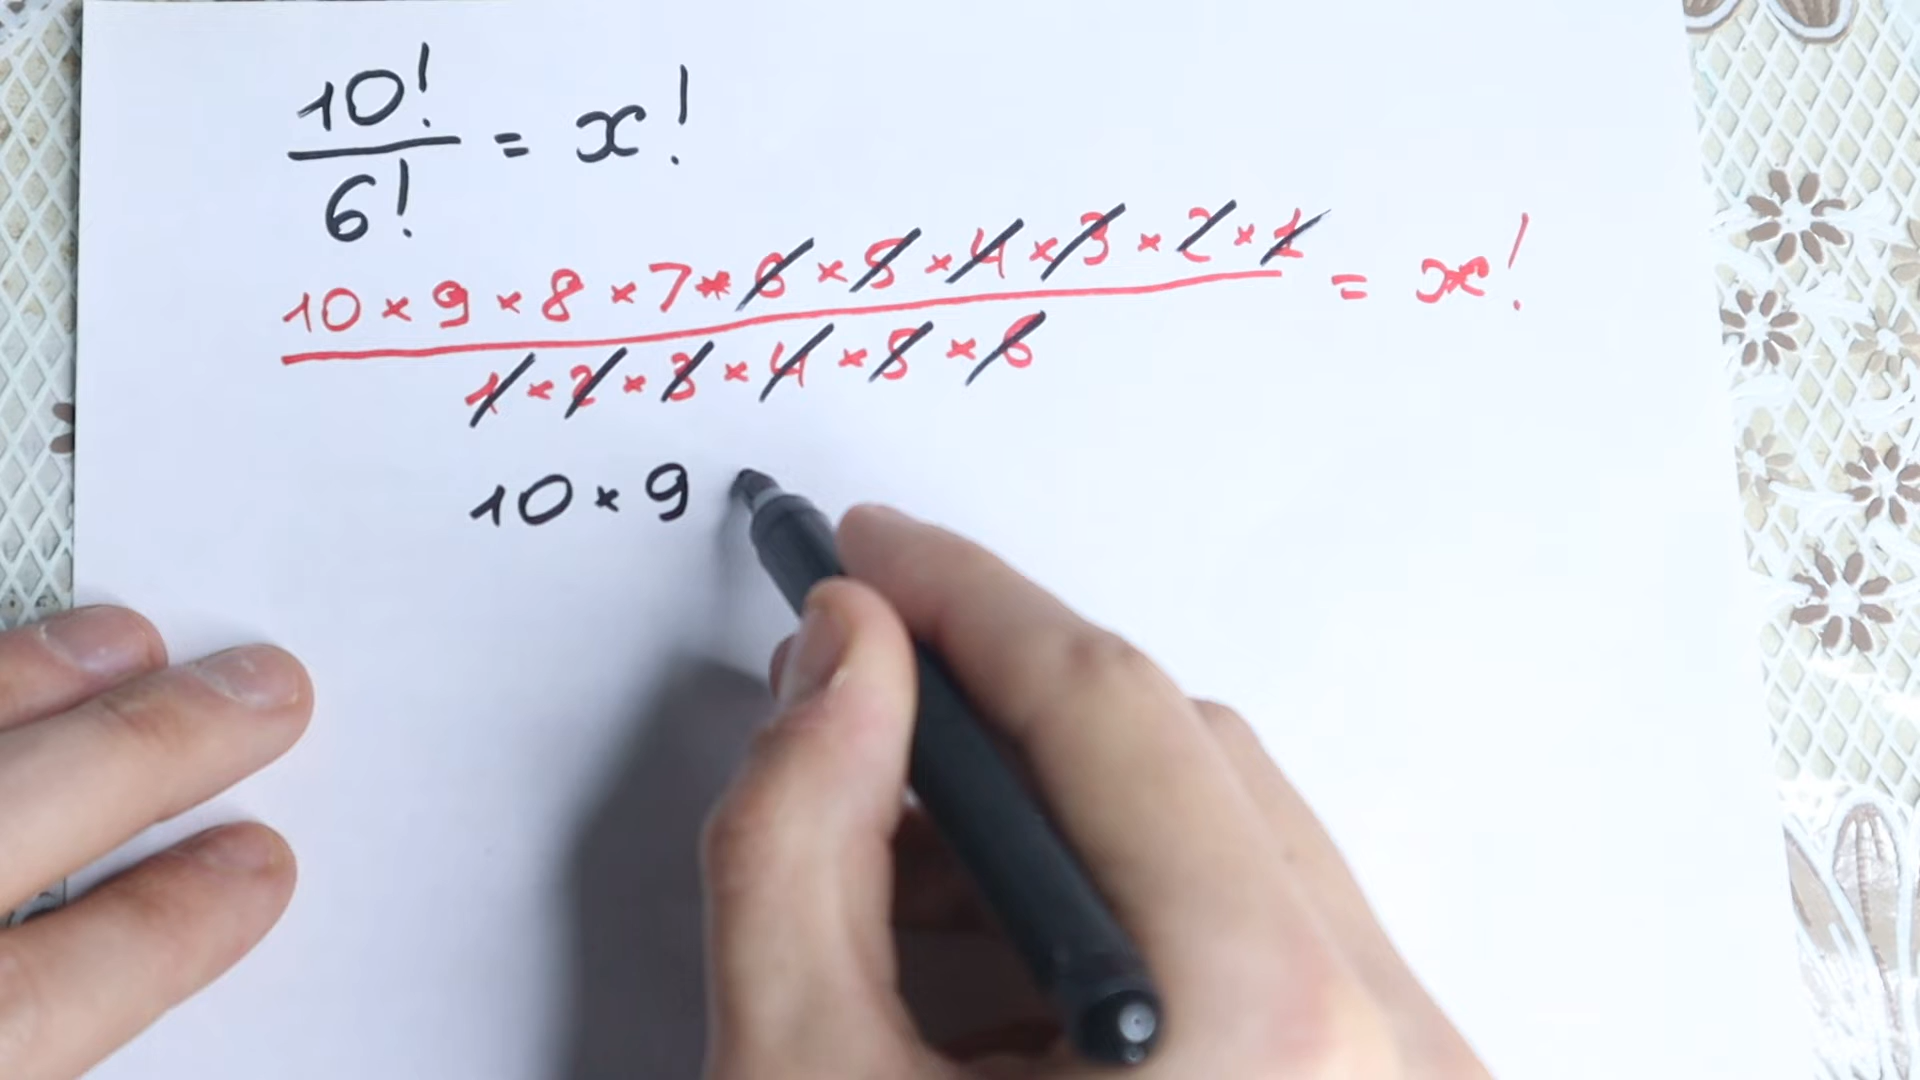 10!
6!
= x!
10 × 9 × 8 × 7 * 6 × 5 × 4 × 3 × 2 × 1
1 × 2 × 3 × 4 × 5 × 6
= x!
10 × 9